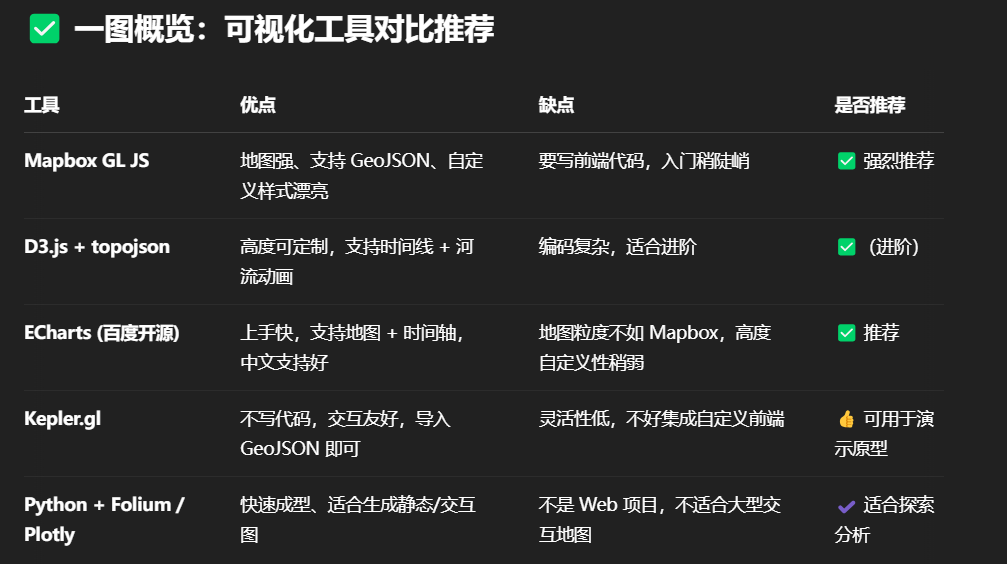 ✅ 一图概览：可视化工具对比推荐
工具 优点 缺点 是否推荐
Mapbox GL JS 地图强、支持 GeoJSON、自定 要写前端代码，入门稍陡峭 ✅ 强烈推荐
义样式漂亮
D3.js + topojson 高度可定制，支持时间线 + 河 编码复杂，适合进阶 ✅（进阶）
流动画
ECharts (百度开源) 上手快，支持地图 + 时间轴， 地图粒度不如 Mapbox，高度 ✅ 推荐
中文支持好 自定义性稍弱
Kepler.gl 不写代码，交互友好，导入 灵活性低，不好集成自定义前端 👍 可用于演
GeoJSON 即可 示原型
Python + Folium / 快速成型、适合生成静态/交互 不是 Web 项目，不适合大型交 ✔ 适合探索
Plotly 图 互地图 分析